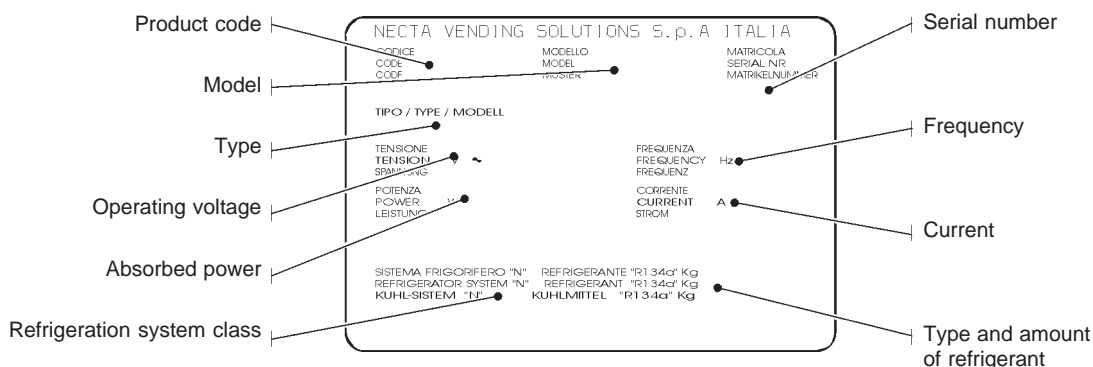 Product code
Model
Type
Operating voltage
Absorbed power
Refrigeration system class
NECTA VENDING SOLUTIONS S.p.A ITALIA
CODICE MODELLO MATRICOLA
CODE MODEL SERIAL NR
CODE MUSTER MATRIKELNUMMER
TIPO / TYPE / MODELL
TENSIONE FREQUENZA
TENSION V ~ FREQUENCY Hz
SPANNUNG FREQUENZ
POTENZA CORRENTE
POWER W CURRENT A
LEISTUNG STROM
SISTEMA FRIGORIFERO "N" REFRIGERANTE "R134a" Kg
REFRIGERATOR SYSTEM "N" REFRIGERANT "R134a" Kg
KUHL-SISTEM "N" KUHLMITTEL "R134a" Kg
Serial number
Frequency
Current
Type and amount
of refrigerant